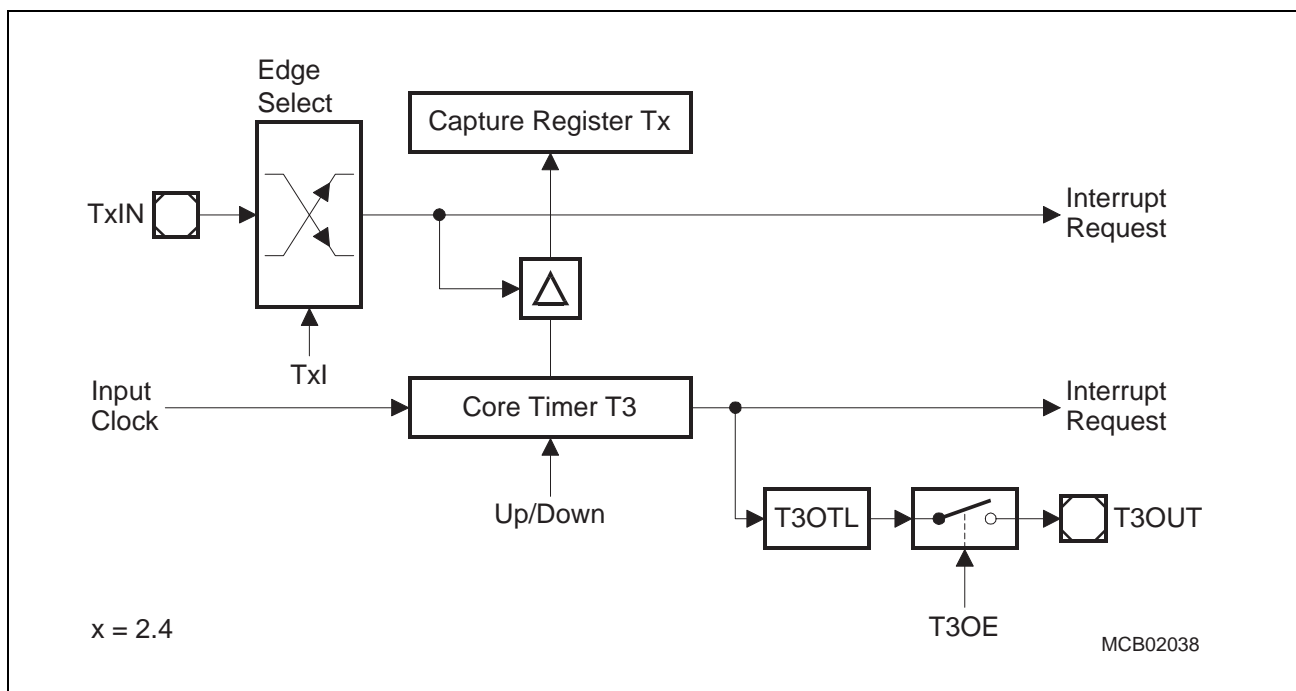 Edge
Select
Capture Register Tx
TxIN
Interrupt
Request
TxI
Input
Clock
Core Timer T3
Interrupt
Request
Up/Down
T3OTL
T3OUT
T3OE
x = 2.4
MCB02038